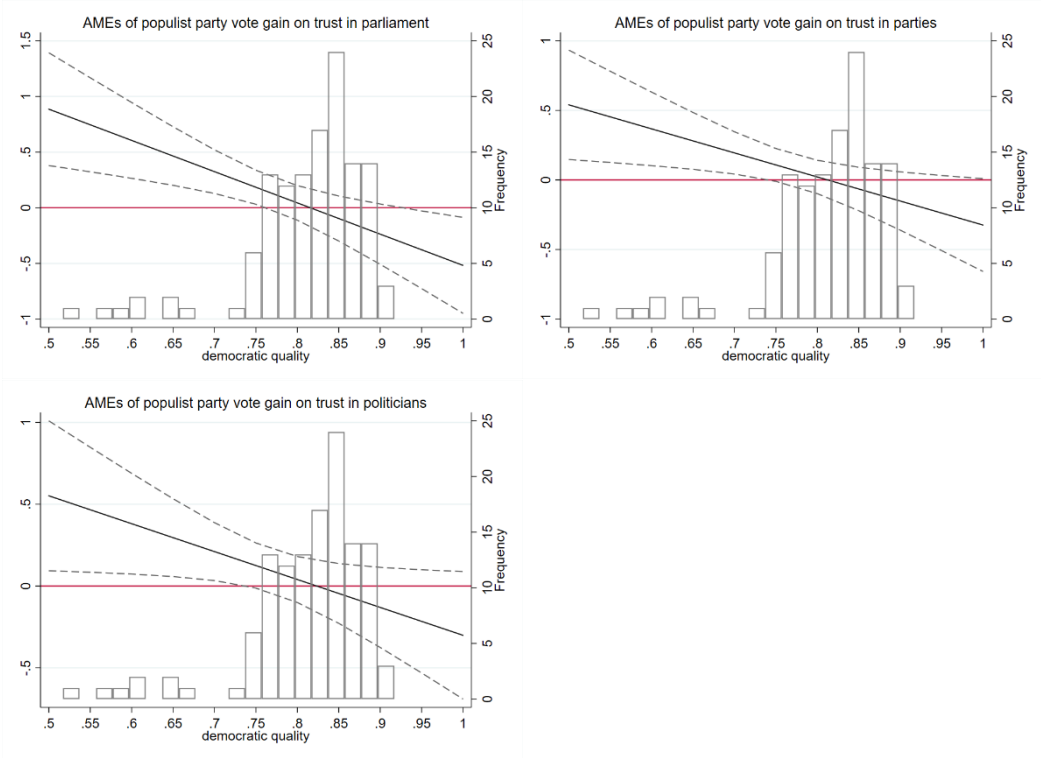 AMEs of populist party vote gain on trust in parliament
1.5
1
.5
0
-.5
-1
25
20
15
10
5
0
Frequency
.5 .55 .6 .65 .7 .75 .8 .85 .9 .95 1
democratic quality
AMEs of populist party vote gain on trust in parties
1
.5
0
-.5
-1
25
20
15
10
5
0
Frequency
.5 .55 .6 .65 .7 .75 .8 .85 .9 .95 1
democratic quality
AMEs of populist party vote gain on trust in politicians
1
.5
0
-.5
25
20
15
10
5
0
Frequency
.5 .55 .6 .65 .7 .75 .8 .85 .9 .95 1
democratic quality